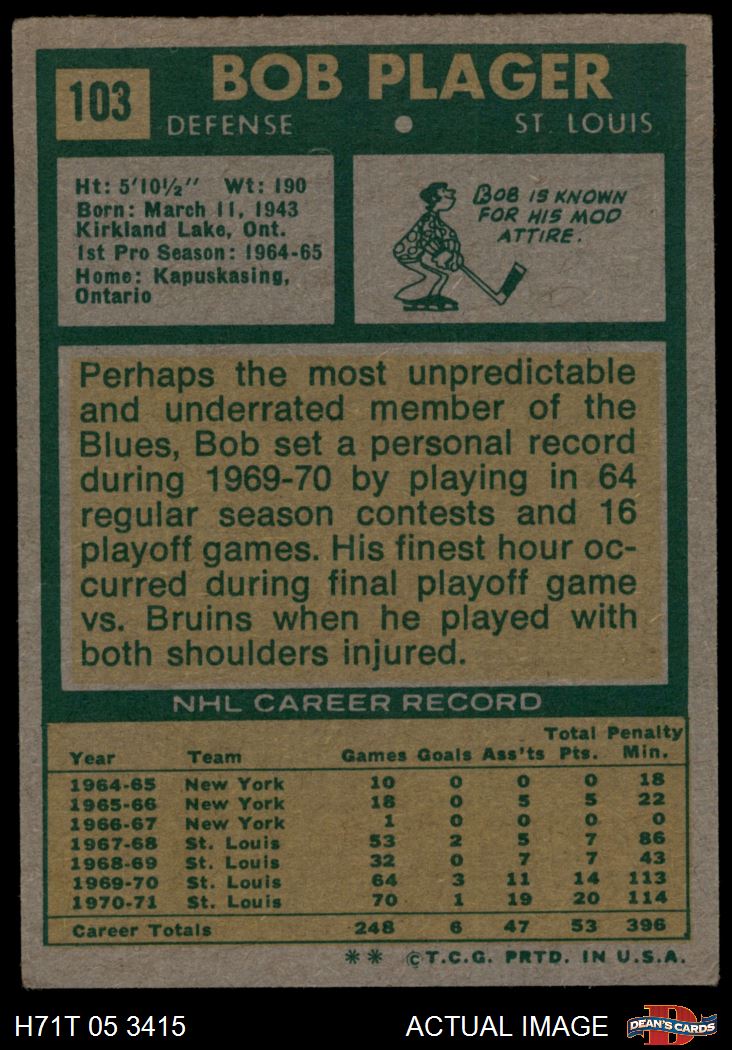 103
BOB PLAGER
DEFENSE • ST. LOUIS
Ht: 5'10½" Wt: 190
Born: March 11, 1943
Kirkland Lake, Ont.
1st Pro Season: 1964-65
Home: Kapuskasing,
Ontario
BOB IS KNOWN
FOR HIS MOD
ATTIRE.
Perhaps the most unpredictable
and underrated member of the
Blues, Bob set a personal record
during 1969-70 by playing in 64
regular season contests and 16
playoff games. His finest hour oc-
curred during final playoff game
vs. Bruins when he played with
both shoulders injured.
NHL CAREER RECORD
Total Penalty
Year Team Games Goals Ass'ts Pts. Min.
1964-65 New York 10 0 0 0 18
1965-66 New York 18 0 5 5 22
1966-67 New York 1 0 0 0 0
1967-68 St. Louis 53 2 5 7 86
1968-69 St. Louis 32 0 7 7 43
1969-70 St. Louis 64 3 11 14 113
1970-71 St. Louis 70 1 19 20 114
Career Totals 248 6 47 53 396
** ©T.C.G. PRTD. IN U.S.A.
H71T 05 3415 ACTUAL IMAGE
D
DEAN'S CARDS